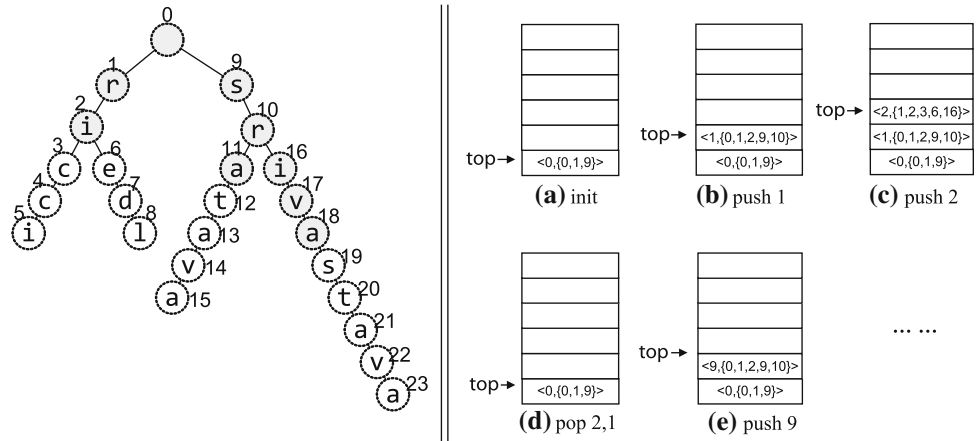 0
1
r
9
s
2
i
10
r
3
c
6
e
11
a
16
i
4
c
7
d
12
t
17
v
5
i
8
l
13
a
18
a
14
v
19
s
15
a
20
t
21
a
22
v
23
a
top
<0,{0,1,9}>
(a) init
top
<1,{0,1,2,9,10}>
<0,{0,1,9}>
(b) push 1
top
<2,{1,2,3,6,16}>
<1,{0,1,2,9,10}>
<0,{0,1,9}>
(c) push 2
top
<0,{0,1,9}>
(d) pop 2,1
top
<9,{0,1,2,9,10}>
<0,{0,1,9}>
(e) push 9
... ...